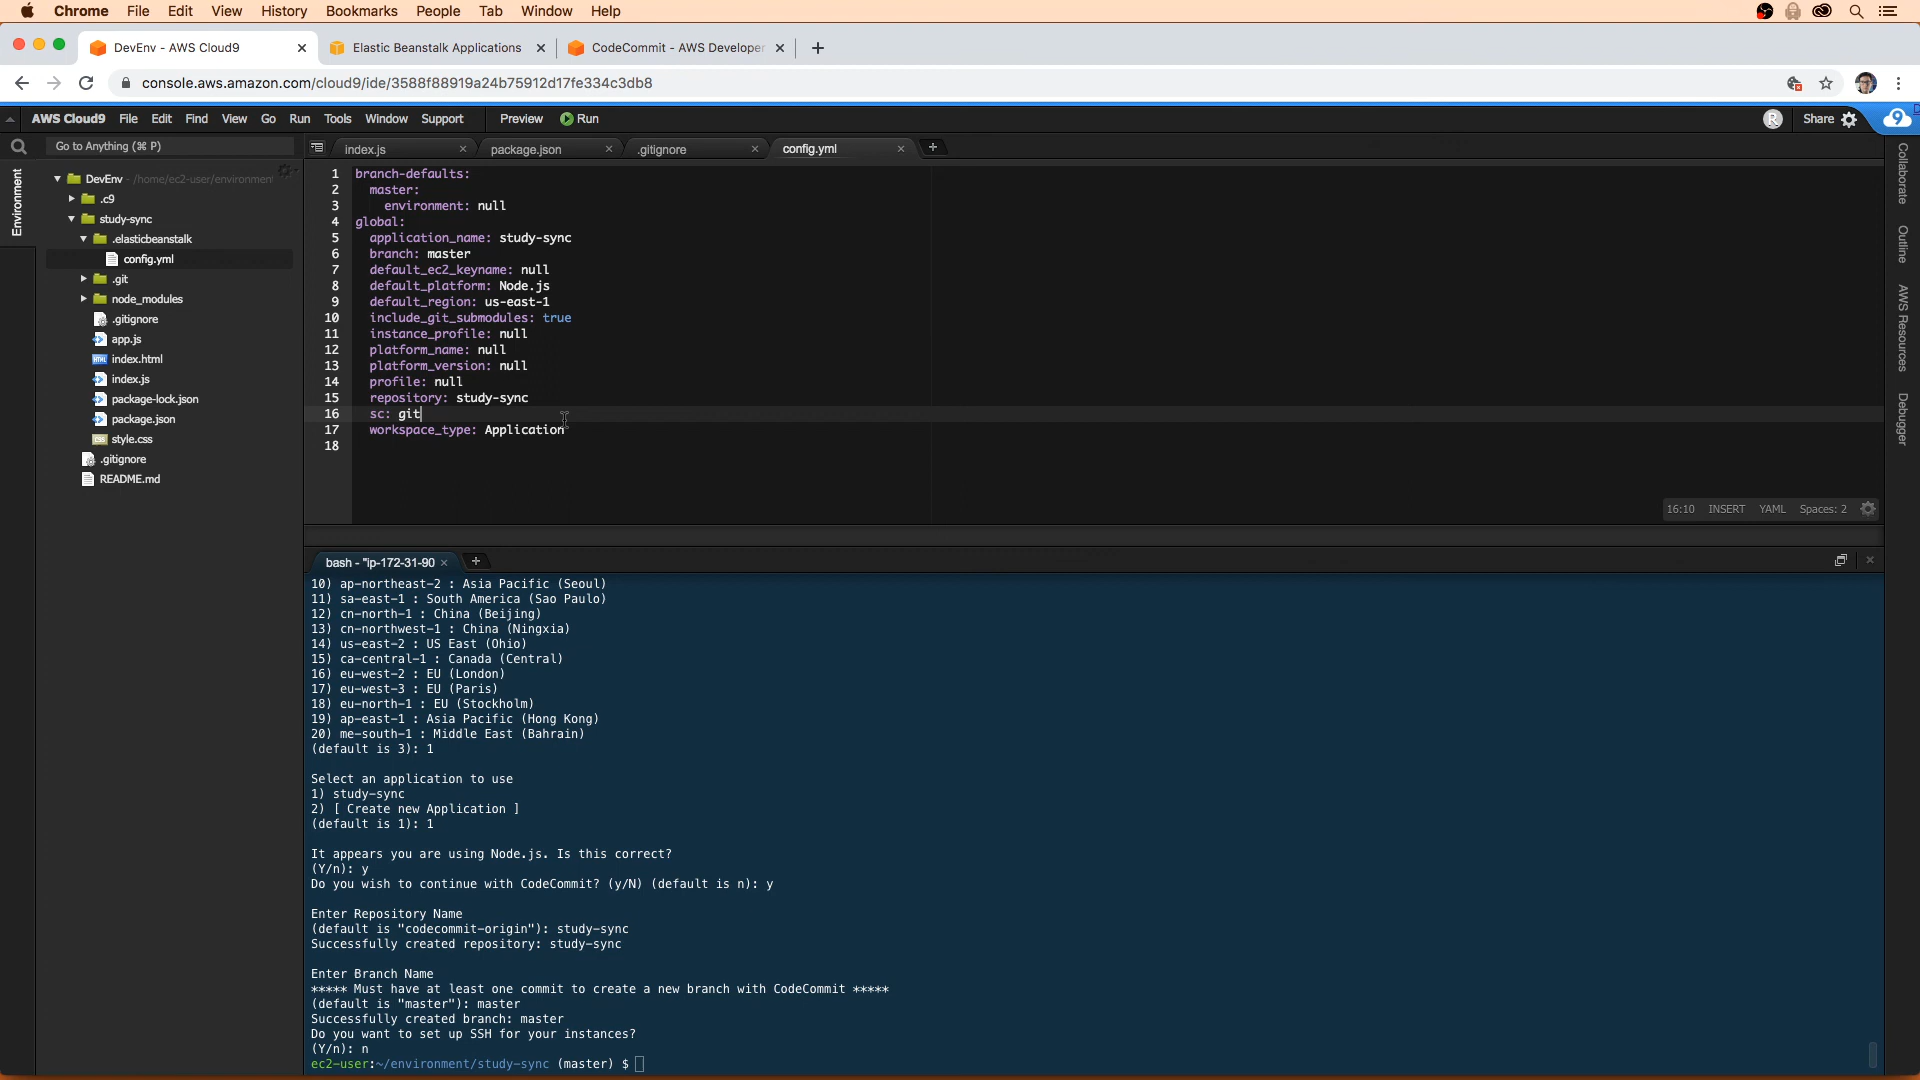 Chrome File Edit View History Bookmarks People Tab Window Help
DevEnv - AWS Cloud9
Elastic Beanstalk Applications
CodeCommit - AWS Developer
console.aws.amazon.com/cloud9/ide/3588f88919a24b75912d17fe334c3db8
AWS Cloud9 File Edit Find View Go Run Tools Window Support Preview Run
R Share 9
Go to Anything (⌘ P)
index.js package.json .gitignore config.yml
Environment
DevEnv - /home/ec2-user/environment
.c9
study-sync
.elasticbeanstalk
config.yml
.git
node_modules
.gitignore
app.js
index.html
index.js
package-lock.json
package.json
style.css
.gitignore
README.md
1 branch-defaults:
2 master:
3 environment: null
4 global:
5 application_name: study-sync
6 branch: master
7 default_ec2_keyname: null
8 default_platform: Node.js
9 default_region: us-east-1
10 include_git_submodules: true
11 instance_profile: null
12 platform_name: null
13 platform_version: null
14 profile: null
15 repository: study-sync
16 sc: git
17 workspace_type: Application
18
16:10 INSERT YAML Spaces: 2
Collaborate
Outline
AWS Resources
Debugger
bash - "ip-172-31-90
10) ap-northeast-2 : Asia Pacific (Seoul)
11) sa-east-1 : South America (Sao Paulo)
12) cn-north-1 : China (Beijing)
13) cn-northwest-1 : China (Ningxia)
14) us-east-2 : US East (Ohio)
15) ca-central-1 : Canada (Central)
16) eu-west-2 : EU (London)
17) eu-west-3 : EU (Paris)
18) eu-north-1 : EU (Stockholm)
19) ap-east-1 : Asia Pacific (Hong Kong)
20) me-south-1 : Middle East (Bahrain)
(default is 3): 1
Select an application to use
1) study-sync
2) [ Create new Application ]
(default is 1): 1
It appears you are using Node.js. Is this correct?
(Y/n): y
Do you wish to continue with CodeCommit? (y/N) (default is n): y
Enter Repository Name
(default is "codecommit-origin"): study-sync
Successfully created repository: study-sync
Enter Branch Name
***** Must have at least one commit to create a new branch with CodeCommit *****
(default is "master"): master
Successfully created branch: master
Do you want to set up SSH for your instances?
(Y/n): n
ec2-user:~/environment/study-sync (master) $